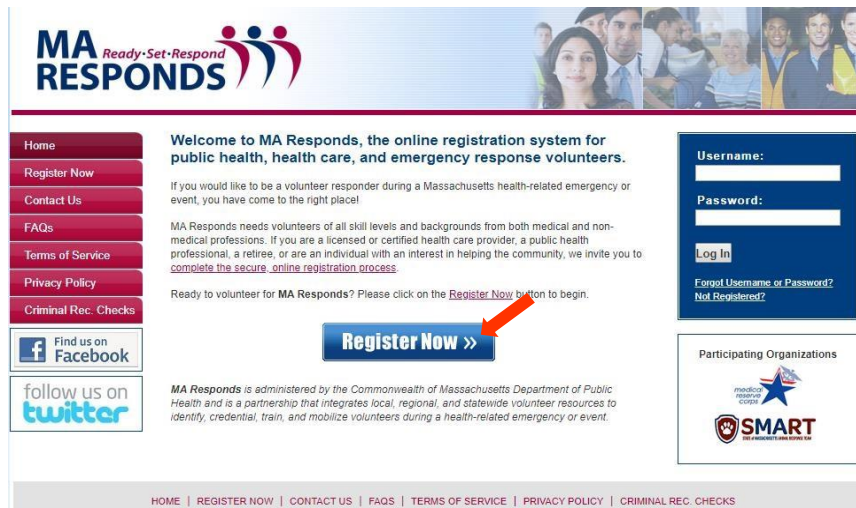 MA Ready·Set·Respond
RESPONDS
Home
Register Now
Contact Us
FAQs
Terms of Service
Privacy Policy
Criminal Rec. Checks
Find us on
Facebook
follow us on
twitter
Welcome to MA Responds, the online registration system for
public health, health care, and emergency response volunteers.
If you would like to be a volunteer responder during a Massachusetts health-related emergency or
event, you have come to the right place!
MA Responds needs volunteers of all skill levels and backgrounds from both medical and non-
medical professions. If you are a licensed or certified health care provider, a public health
professional, a retiree, or are an individual with an interest in helping the community, we invite you to
complete the secure, online registration process.
Ready to volunteer for MA Responds? Please click on the Register Now button to begin.
Register Now »
MA Responds is administered by the Commonwealth of Massachusetts Department of Public
Health and is a partnership that integrates local, regional, and statewide volunteer resources to
identify, credential, train, and mobilize volunteers during a health-related emergency or event.
Username:
Password:
Log In
Forgot Username or Password?
Not Registered?
Participating Organizations
medical
reserve
corps
SMART
HOME | REGISTER NOW | CONTACT US | FAQS | TERMS OF SERVICE | PRIVACY POLICY | CRIMINAL REC. CHECKS